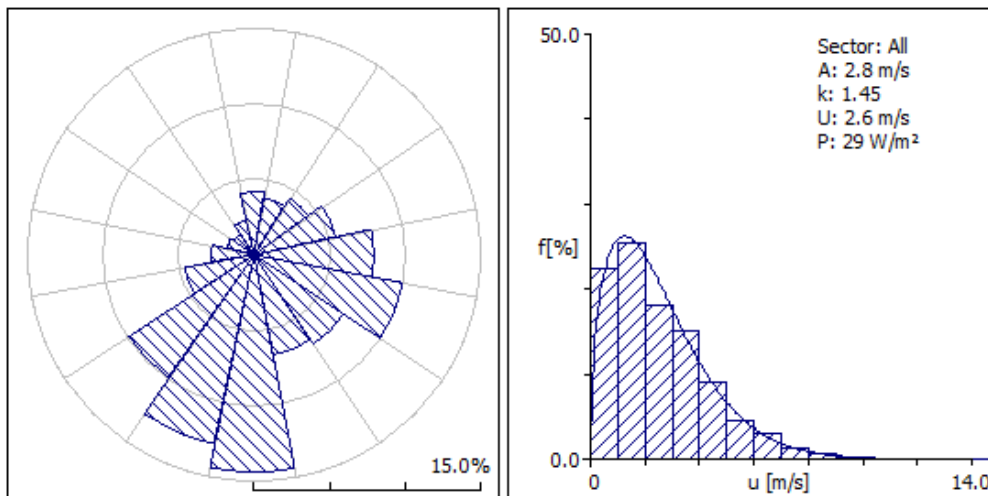 15.0%
50.0
Sector: All
A: 2.8 m/s
k: 1.45
U: 2.6 m/s
P: 29 W/m²
f[%]
0.0
0
u [m/s]
14.0